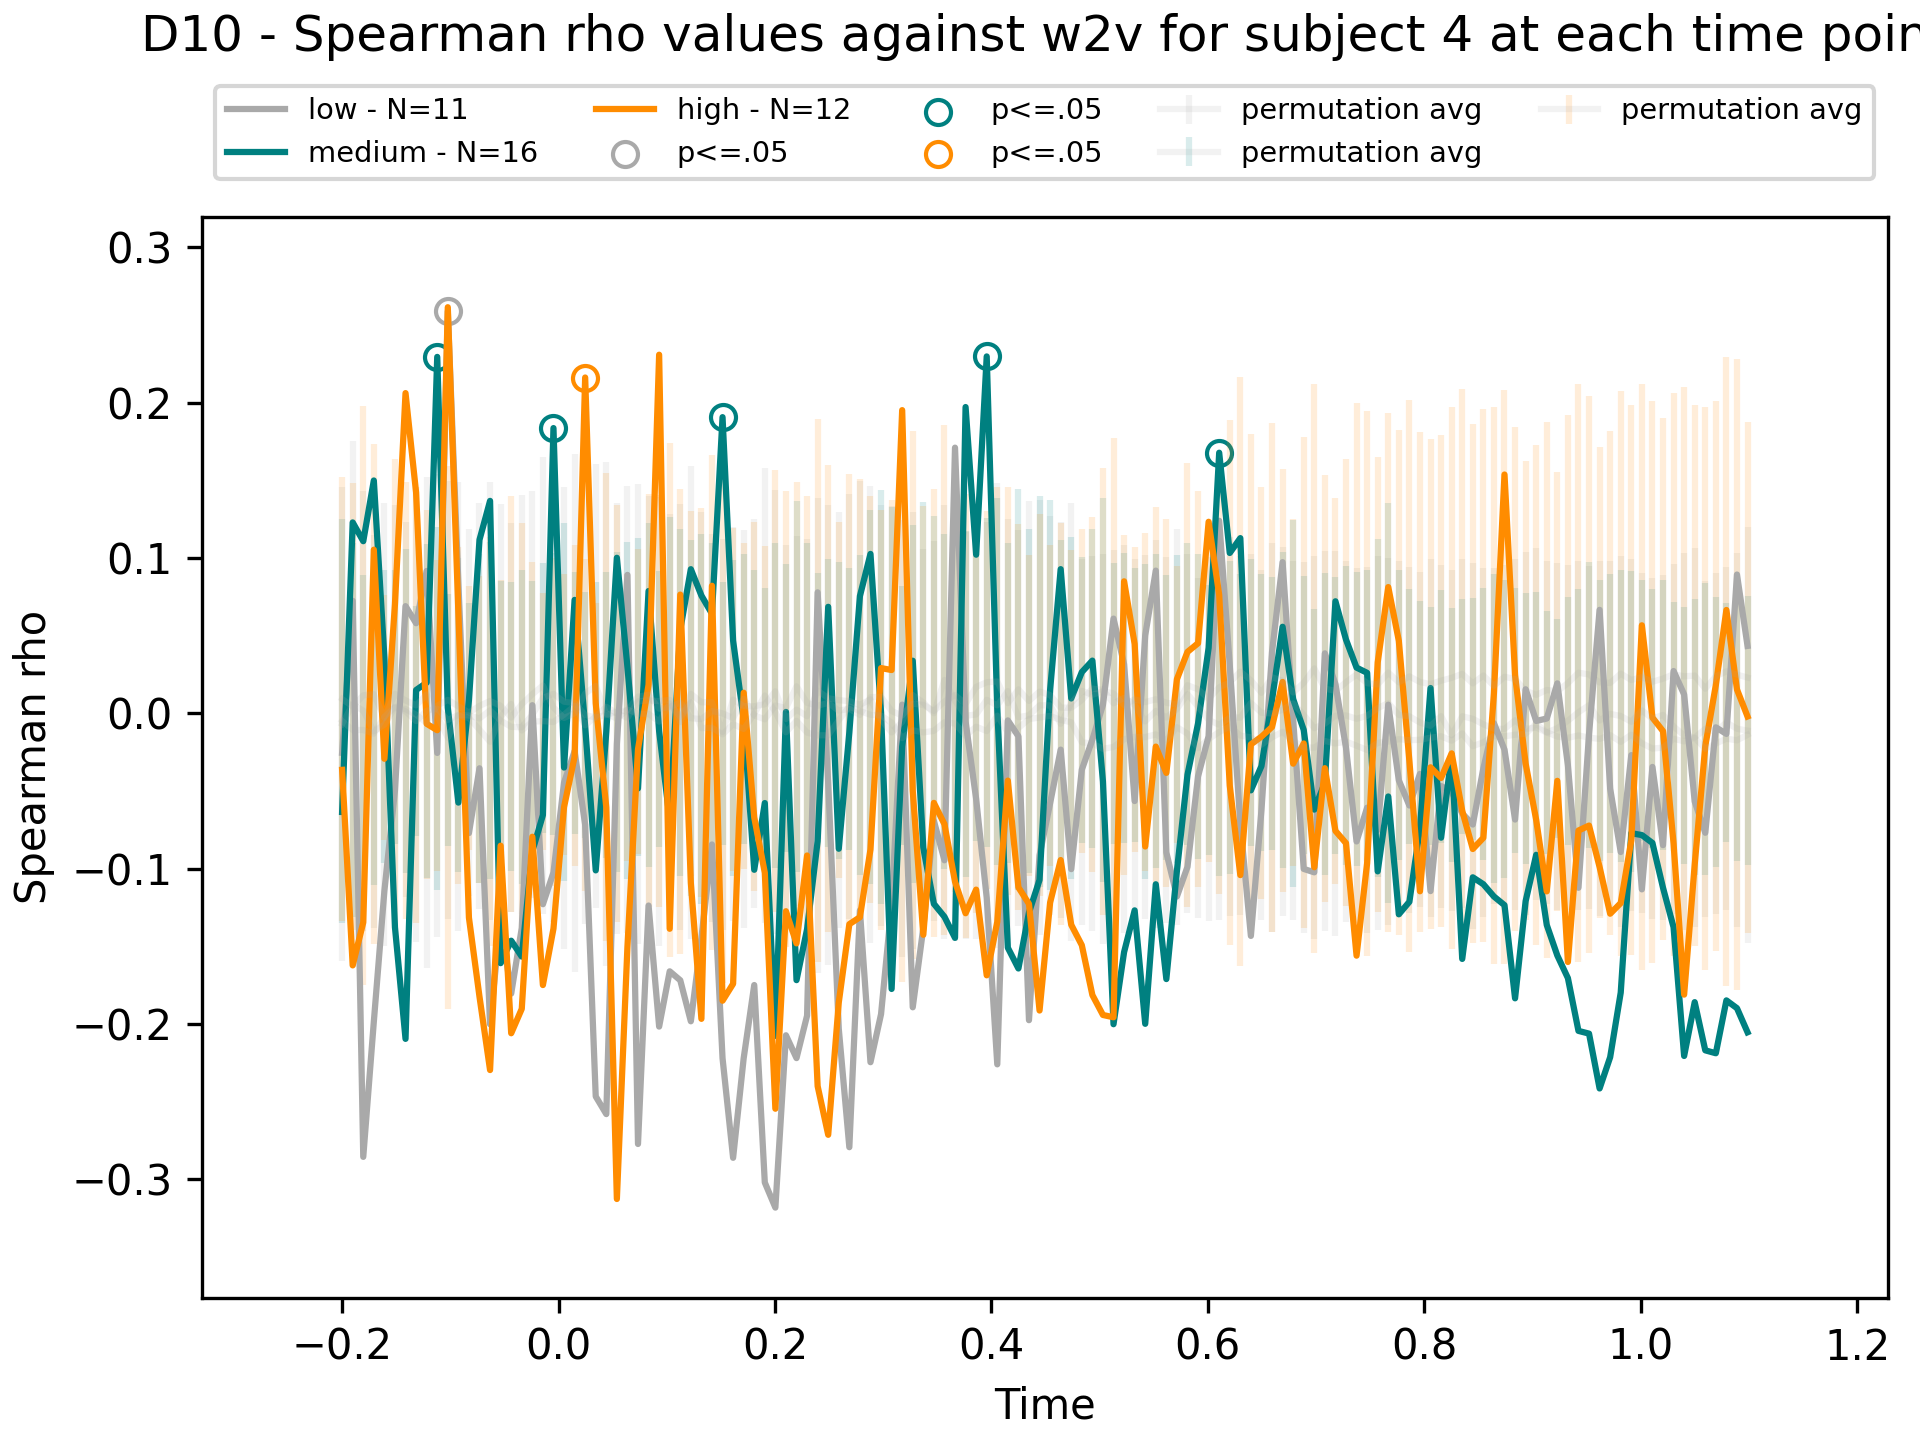 D10 - Spearman rho values against w2v for subject 4 at each time poin
low - N=11 high - N=12 p<=.05 permutation avg permutation avg
medium - N=16 p<=.05 p<=.05 permutation avg
0.3
0.2
0.1
0.0
−0.1
−0.2
−0.3
Spearman rho
−0.2 0.0 0.2 0.4 0.6 0.8 1.0 1.2
Time